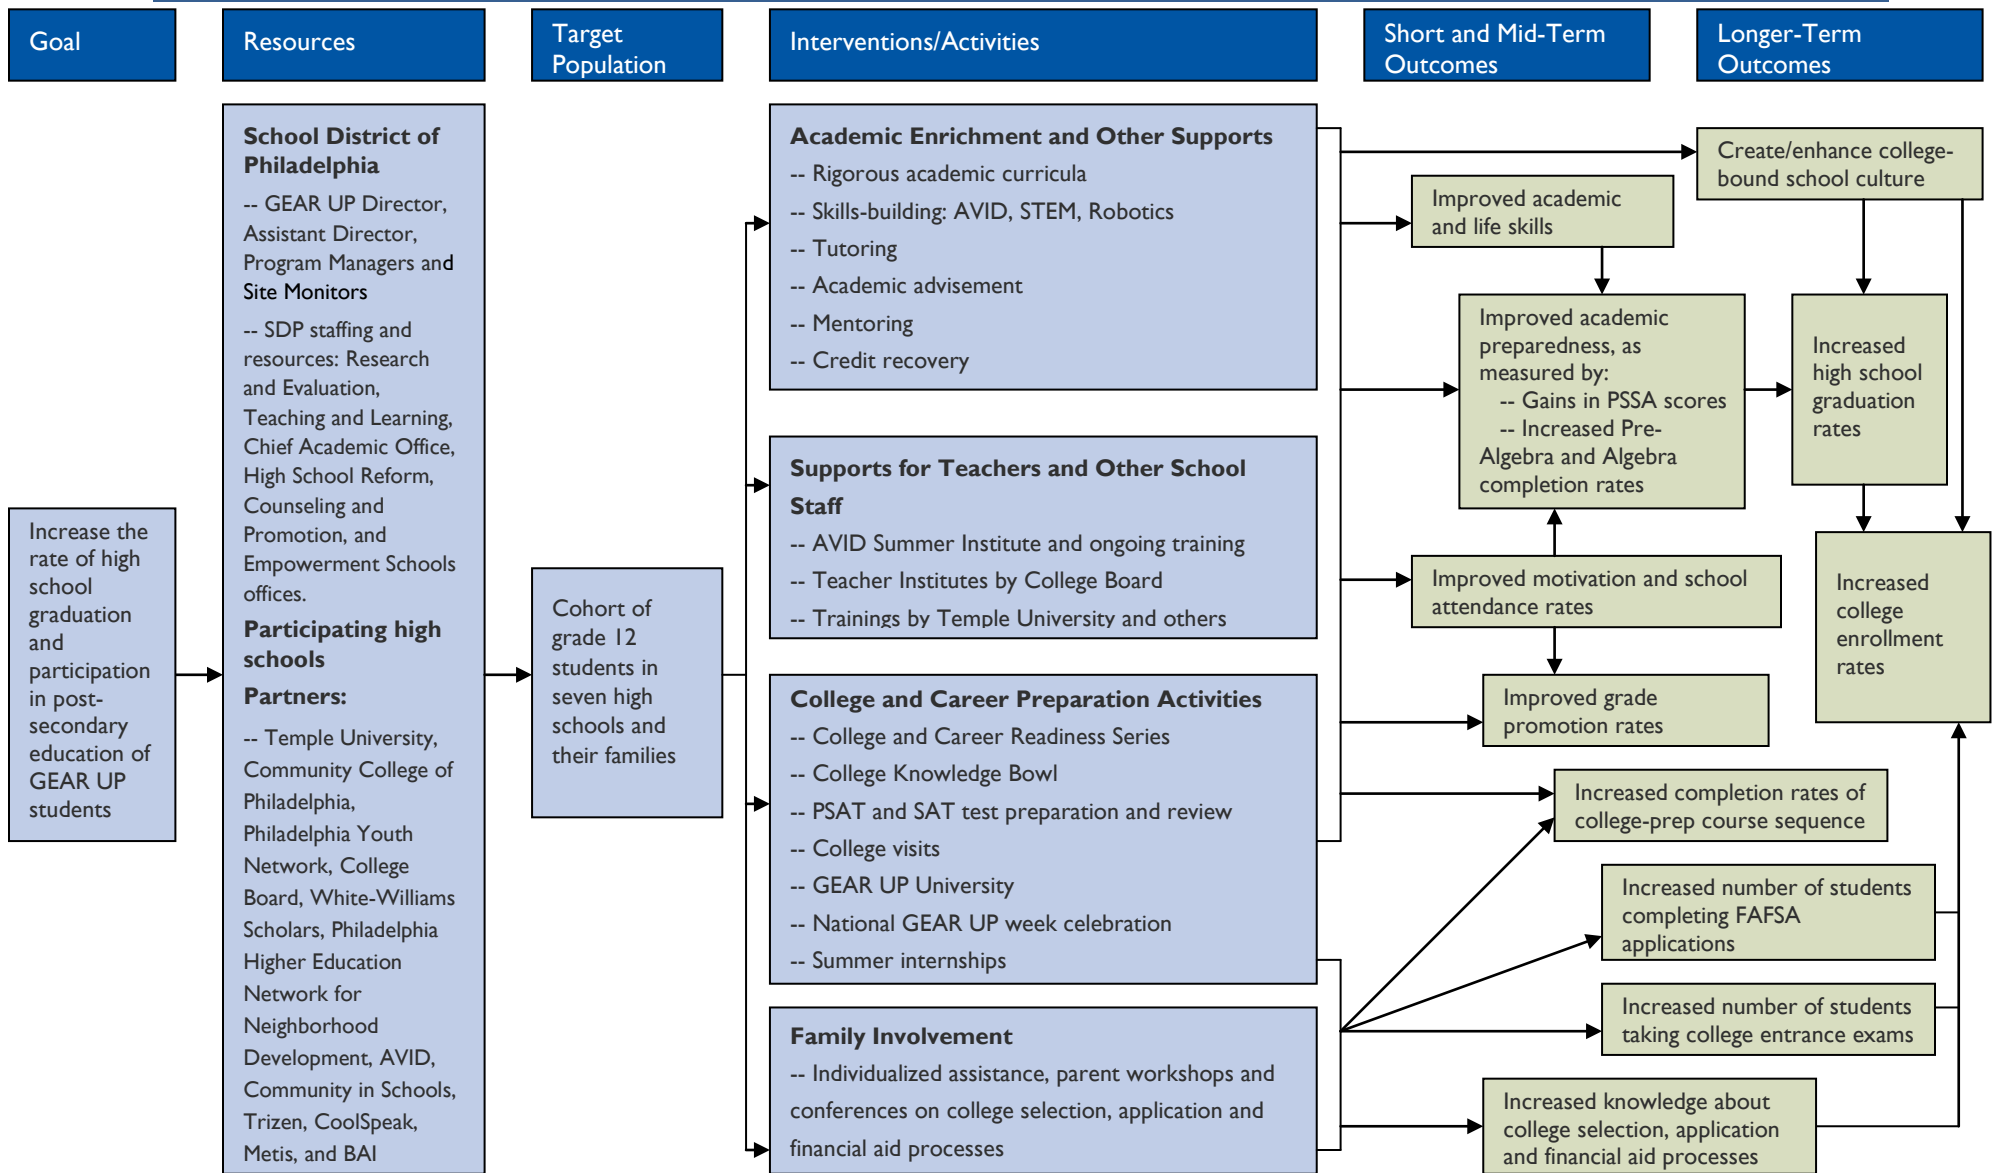 Goal
Resources
Target
Population
Interventions/Activities
Short and Mid-Term
Outcomes
Longer-Term
Outcomes
Increase the
rate of high
school
graduation
and
participation
in post-
secondary
education of
GEAR UP
students
School District of
Philadelphia
-- GEAR UP Director,
Assistant Director,
Program Managers and
Site Monitors
-- SDP staffing and
resources: Research
and Evaluation,
Teaching and Learning,
Chief Academic Office,
High School Reform,
Counseling and
Promotion, and
Empowerment Schools
offices.
Participating high
schools
Partners:
-- Temple University,
Community College of
Philadelphia,
Philadelphia Youth
Network, College
Board, White-Williams
Scholars, Philadelphia
Higher Education
Network for
Neighborhood
Development, AVID,
Community in Schools,
Trizen, CoolSpeak,
Metis, and BAI
Cohort of
grade 12
students in
seven high
schools and
their families
Academic Enrichment and Other Supports
-- Rigorous academic curricula
-- Skills-building: AVID, STEM, Robotics
-- Tutoring
-- Academic advisement
-- Mentoring
-- Credit recovery
Supports for Teachers and Other School
Staff
-- AVID Summer Institute and ongoing training
-- Teacher Institutes by College Board
-- Trainings by Temple University and others
College and Career Preparation Activities
-- College and Career Readiness Series
-- College Knowledge Bowl
-- PSAT and SAT test preparation and review
-- College visits
-- GEAR UP University
-- National GEAR UP week celebration
-- Summer internships
Family Involvement
-- Individualized assistance, parent workshops and
conferences on college selection, application and
financial aid processes
Improved academic
and life skills
Improved academic
preparedness, as
measured by:
-- Gains in PSSA scores
-- Increased Pre-
Algebra and Algebra
completion rates
Improved motivation and school
attendance rates
Improved grade
promotion rates
Increased completion rates of
college-prep course sequence
Increased number of students
completing FAFSA
applications
Increased number of students
taking college entrance exams
Increased knowledge about
college selection, application
and financial aid processes
Create/enhance college-
bound school culture
Increased
high school
graduation
rates
Increased
college
enrollment
rates